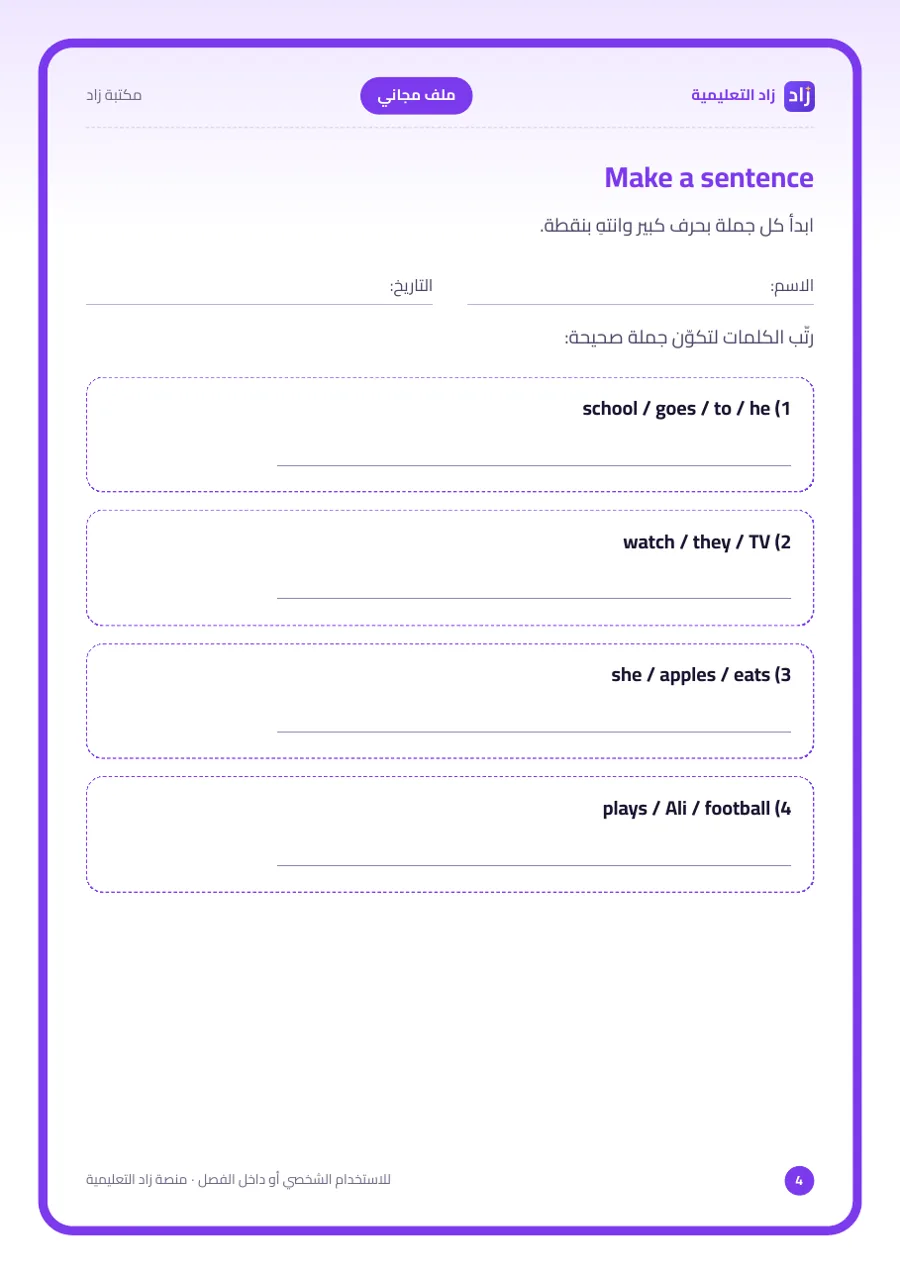 زاد زاد التعليمية
ملف مجاني
مكتبة زاد
Make a sentence
ابدأ كل جملة بحرف كبير وانتهِ بنقطة.
الاسم:
التاريخ:
رتّب الكلمات لتكوّن جملة صحيحة:
1) school / goes / to / he
2) watch / they / TV
3) she / apples / eats
4) plays / Ali / football
4
للاستخدام الشخصي أو داخل الفصل · منصة زاد التعليمية